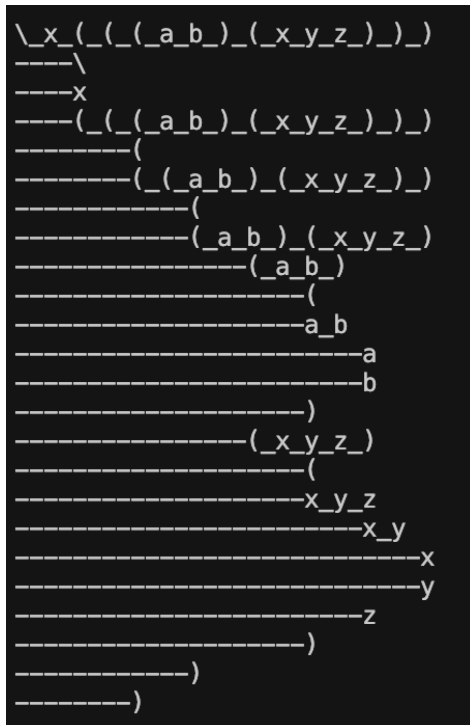 \_x_(_(_(_a_b_)_(_x_y_z_)_)_)
----\
----x
----(_(_(_a_b_)_(_x_y_z_)_)_)
--------(
--------(_(_a_b_)_(_x_y_z_)_)
------------(
------------(_a_b_)_(_x_y_z_)
----------------(_a_b_)
--------------------(
--------------------a_b
------------------------a
------------------------b
--------------------)
----------------(_x_y_z_)
--------------------(
--------------------x_y_z
------------------------x_y
----------------------------x
----------------------------y
------------------------z
--------------------)
------------)
--------)